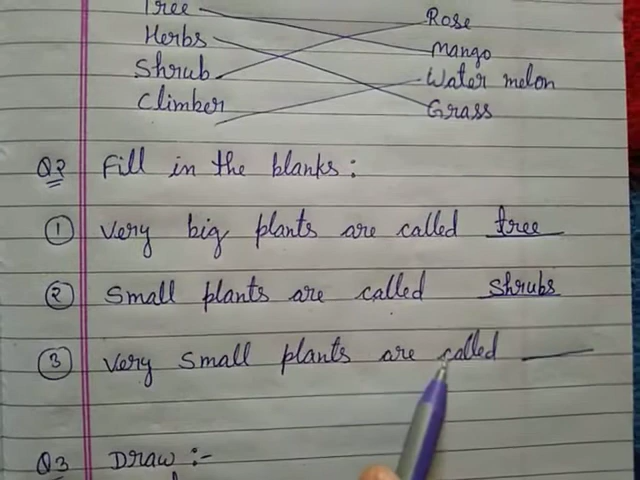 Tree Rose
Herbs Mango
Shrub Water melon
Climber Grass
Q2 Fill in the blanks :
① Very big plants are called tree
② Small plants are called Shrubs
③ Very small plants are called ____
Q3 Draw :-